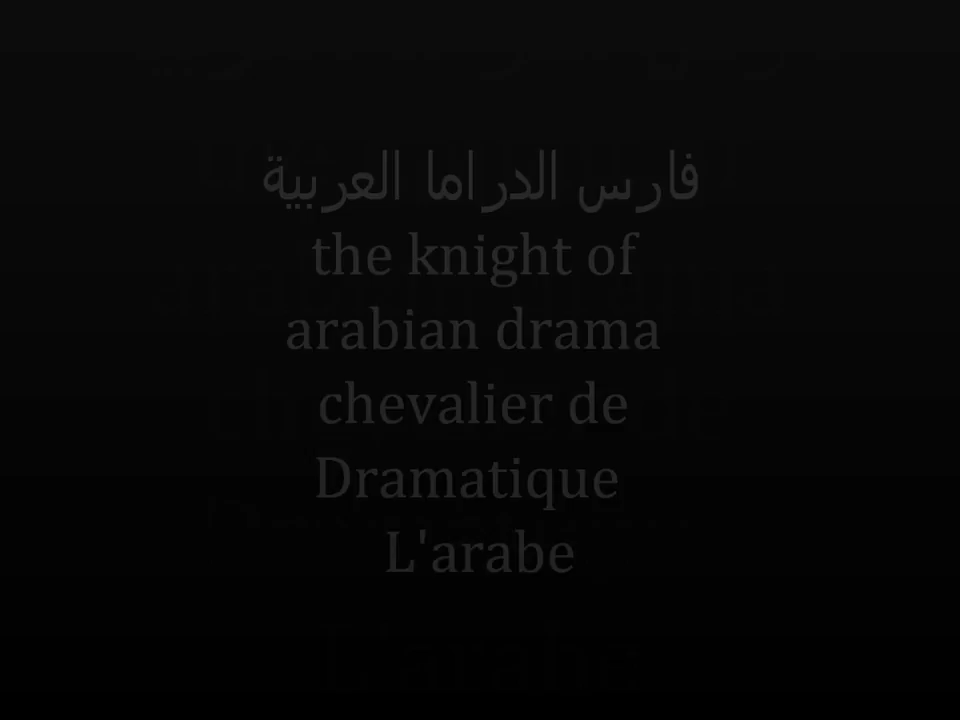 فارس الدراما العربية
the knight of
arabian drama
chevalier de
Dramatique
L'arabe